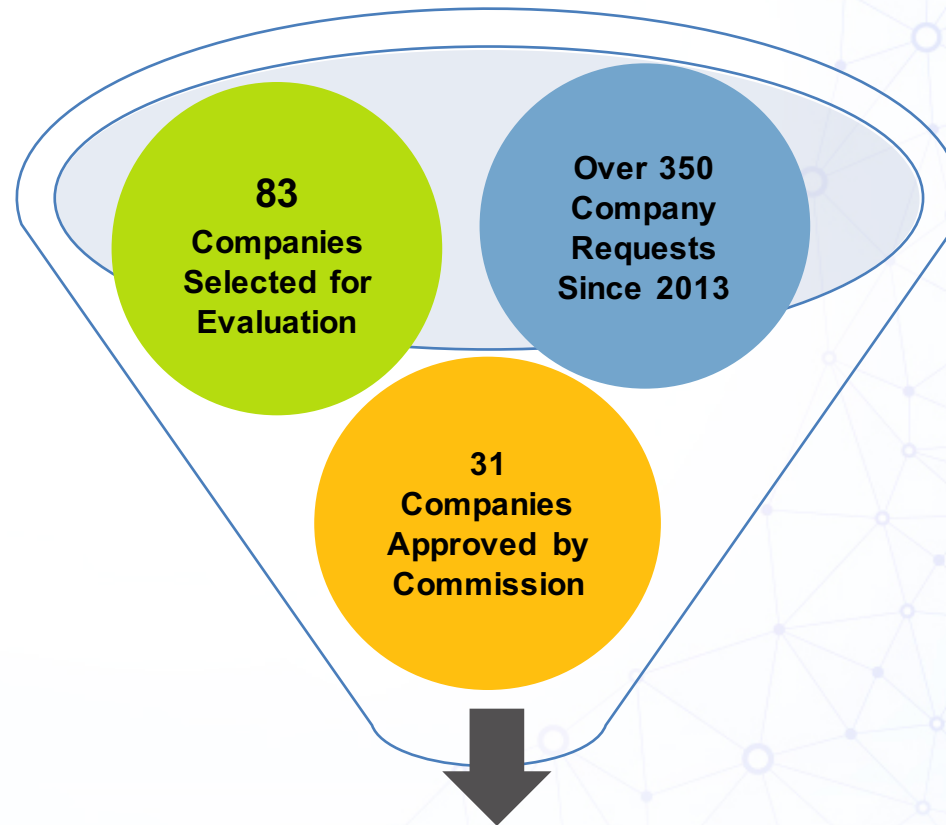 83
Companies
Selected for
Evaluation
Over 350
Company
Requests
Since 2013
31
Companies
Approved by
Commission